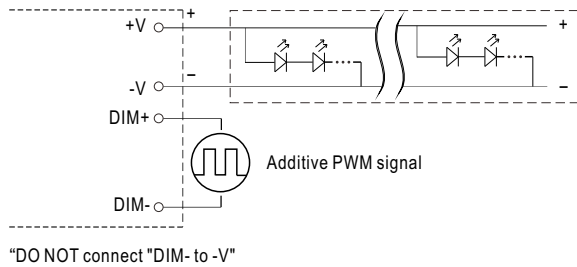 +V
+
+
-V
–
–
DIM+
Additive PWM signal
DIM-
“DO NOT connect "DIM- to -V"